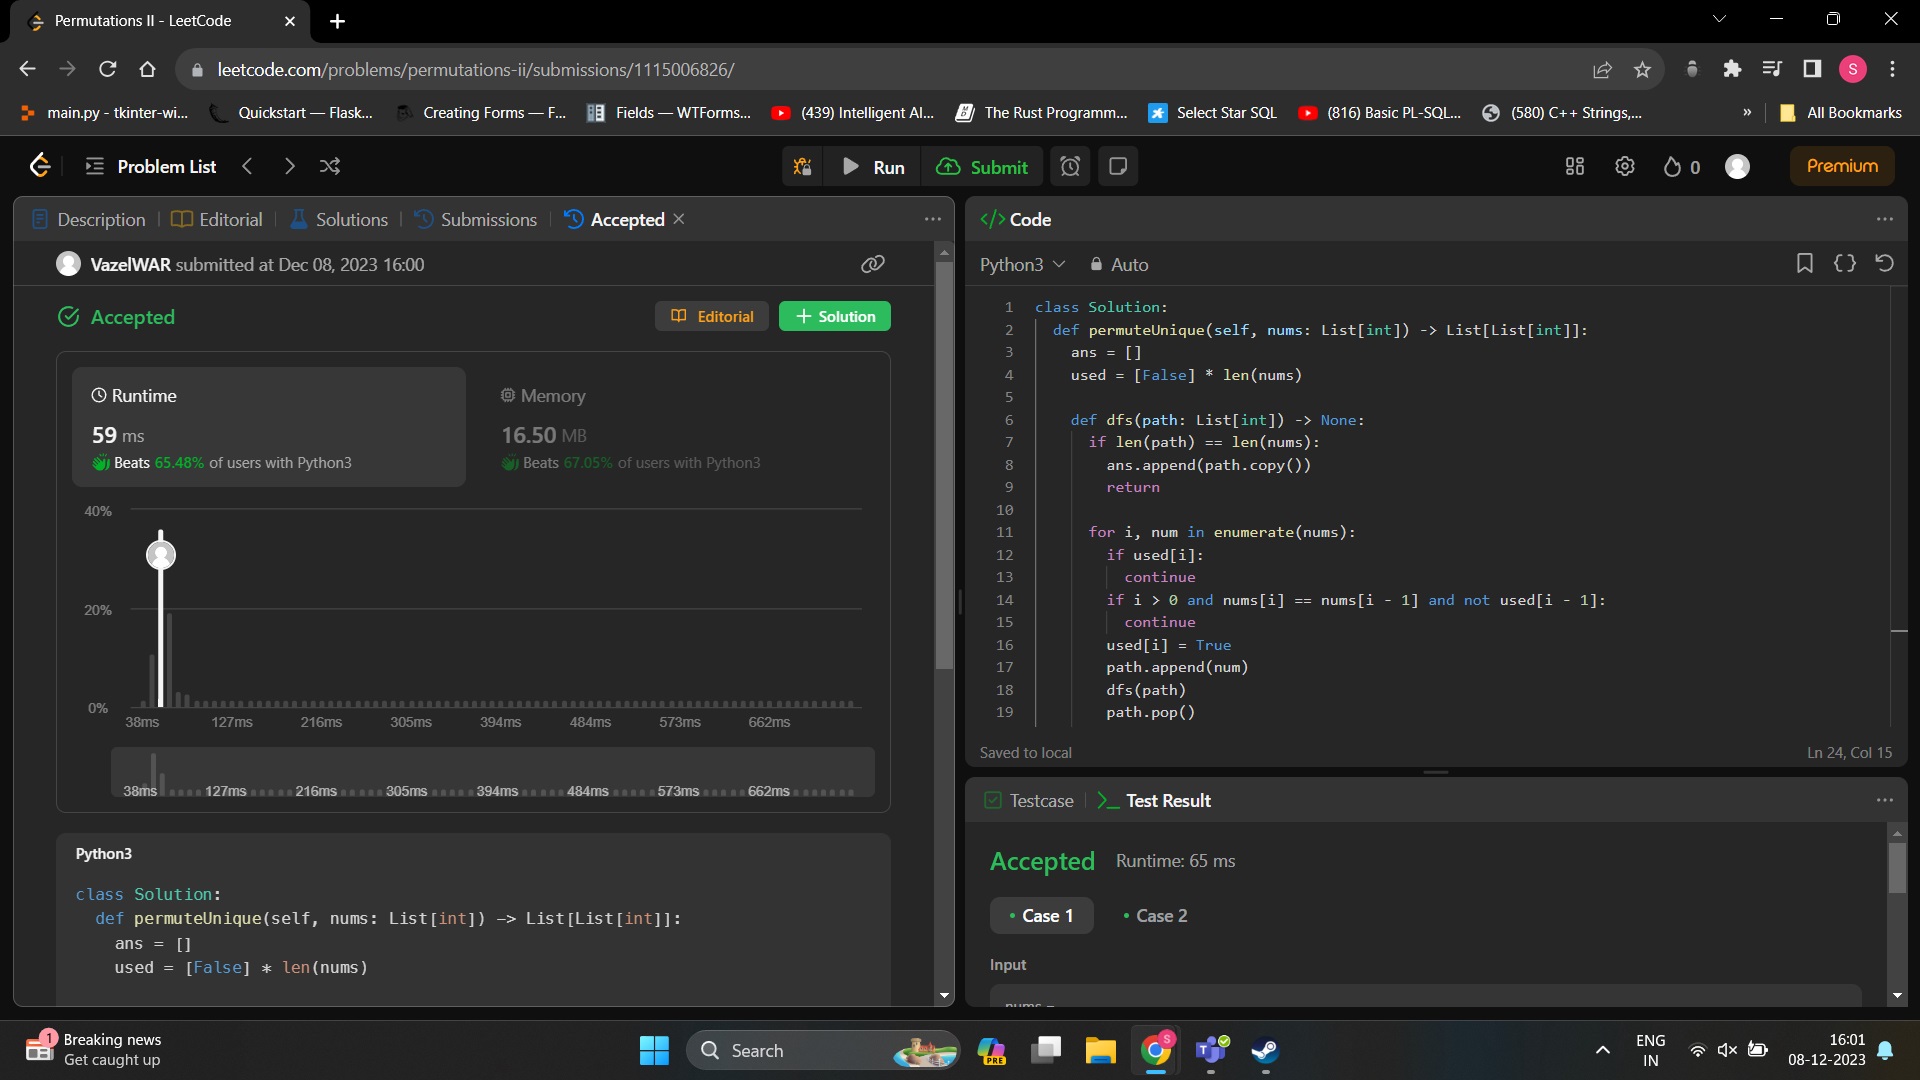 Permutations II - LeetCode
leetcode.com/problems/permutations-ii/submissions/1115006826/
S
main.py - tkinter-wi...
Quickstart — Flask...
Creating Forms — F...
Fields — WTForms...
(439) Intelligent AI...
The Rust Programm...
Select Star SQL
(816) Basic PL-SQL...
(580) C++ Strings,...
»
All Bookmarks
Problem List
Run
Submit
0
Premium
Description
Editorial
Solutions
Submissions
Accepted
VazelWAR submitted at Dec 08, 2023 16:00
Accepted
Editorial
+ Solution
Runtime
59 ms
Beats 65.48% of users with Python3
Memory
16.50 MB
Beats 67.05% of users with Python3
40%
20%
0%
38ms 127ms 216ms 305ms 394ms 484ms 573ms 662ms
38ms 127ms 216ms 305ms 394ms 484ms 573ms 662ms
Python3
class Solution:
def permuteUnique(self, nums: List[int]) -> List[List[int]]:
ans = []
used = [False] * len(nums)
</> Code
Python3
Auto
1 class Solution:
2 def permuteUnique(self, nums: List[int]) -> List[List[int]]:
3 ans = []
4 used = [False] * len(nums)
5
6 def dfs(path: List[int]) -> None:
7 if len(path) == len(nums):
8 ans.append(path.copy())
9 return
10
11 for i, num in enumerate(nums):
12 if used[i]:
13 continue
14 if i > 0 and nums[i] == nums[i - 1] and not used[i - 1]:
15 continue
16 used[i] = True
17 path.append(num)
18 dfs(path)
19 path.pop()
Saved to local
Ln 24, Col 15
Testcase
Test Result
Accepted Runtime: 65 ms
• Case 1
• Case 2
Input
nums =
1
Breaking news
Get caught up
Search
PRE
S
ENG
IN
16:01
08-12-2023